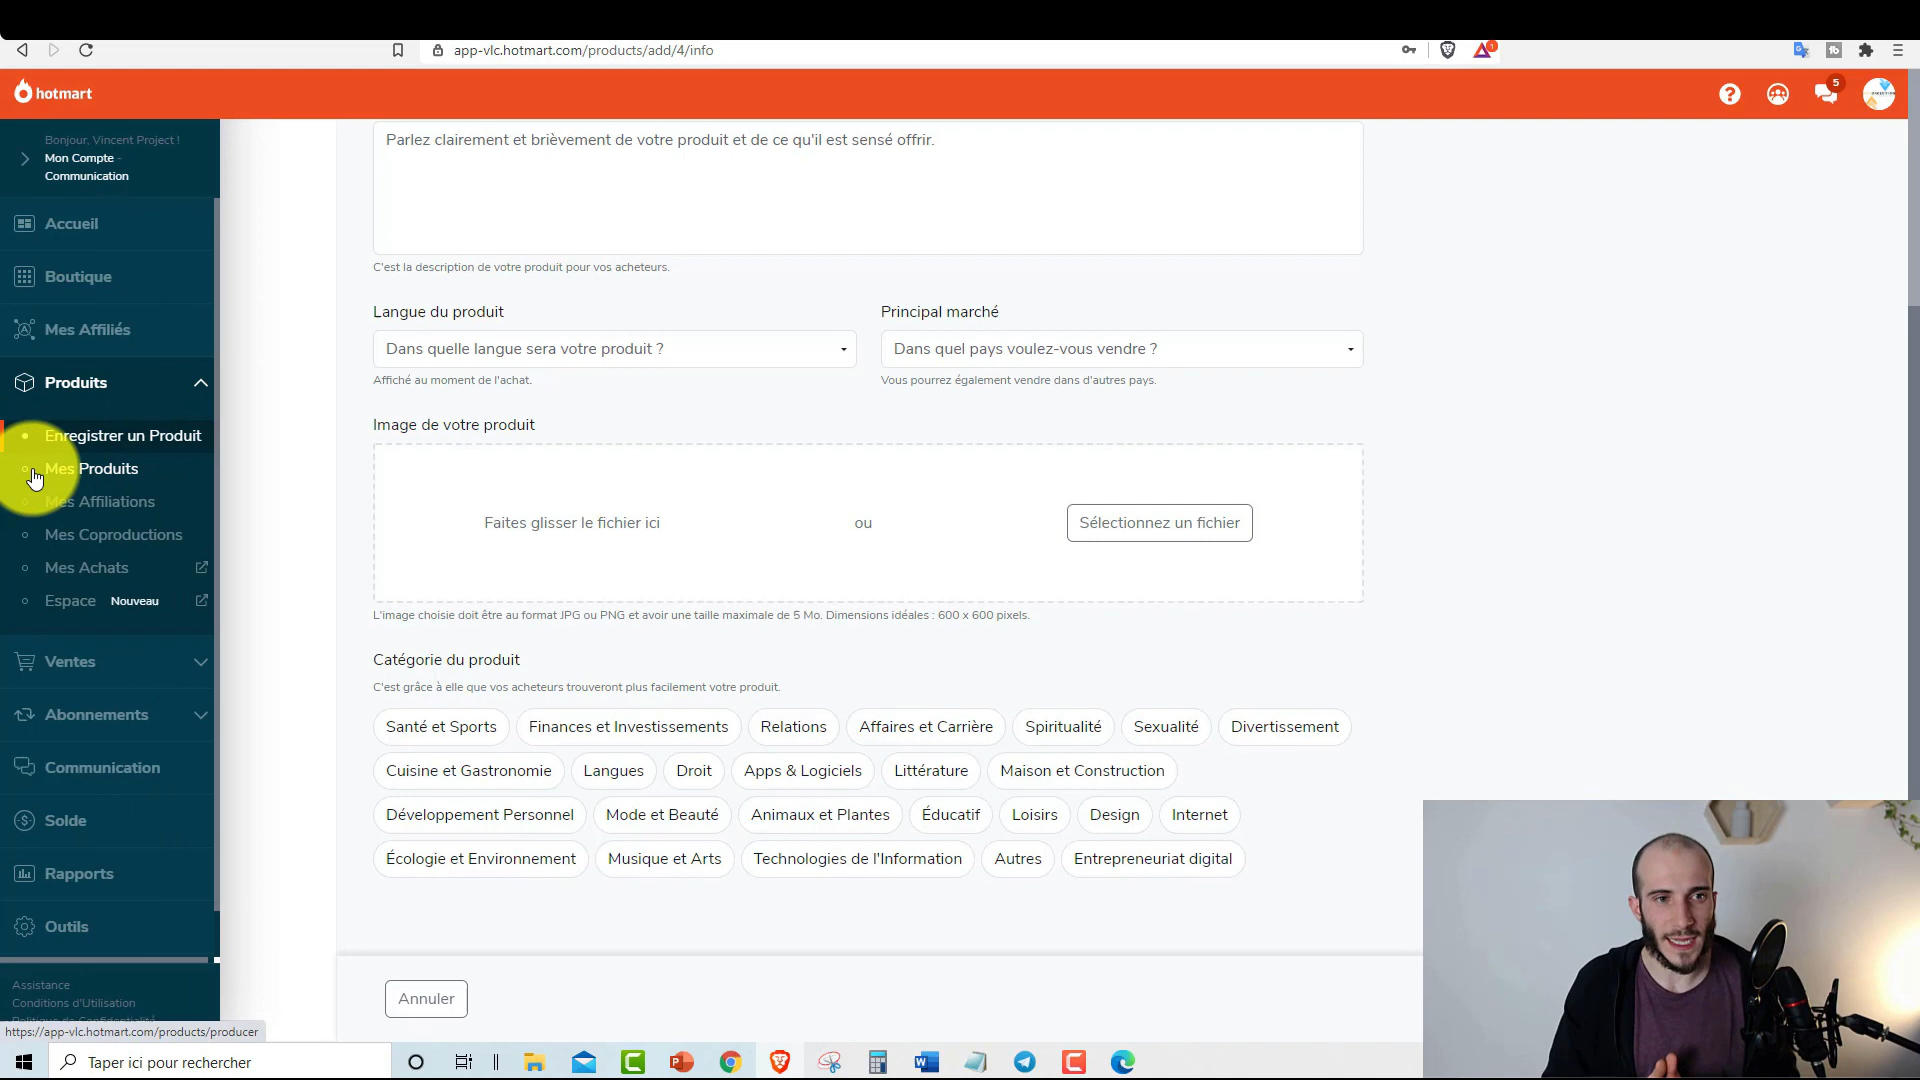 app-vlc.hotmart.com/products/add/4/info
1
hotmart
5
Bonjour, Vincent Project !
Mon Compte -
Communication
Accueil
Boutique
Mes Affiliés
Produits
Enregistrer un Produit
Mes Produits
Mes Affiliations
Mes Coproductions
Mes Achats
Espace Nouveau
Ventes
Abonnements
Communication
Solde
Rapports
Outils
Assistance
Conditions d'Utilisation
Politique de Confidentialité
https://app-vlc.hotmart.com/products/producer
Parlez clairement et brièvement de votre produit et de ce qu'il est sensé offrir.
C'est la description de votre produit pour vos acheteurs.
Langue du produit
Dans quelle langue sera votre produit ?
Affiché au moment de l'achat.
Principal marché
Dans quel pays voulez-vous vendre ?
Vous pourrez également vendre dans d'autres pays.
Image de votre produit
Faites glisser le fichier ici ou Sélectionnez un fichier
L'image choisie doit être au format JPG ou PNG et avoir une taille maximale de 5 Mo. Dimensions idéales : 600 x 600 pixels.
Catégorie du produit
C'est grâce à elle que vos acheteurs trouveront plus facilement votre produit.
Santé et Sports Finances et Investissements Relations Affaires et Carrière Spiritualité Sexualité Divertissement
Cuisine et Gastronomie Langues Droit Apps & Logiciels Littérature Maison et Construction
Développement Personnel Mode et Beauté Animaux et Plantes Éducatif Loisirs Design Internet
Écologie et Environnement Musique et Arts Technologies de l'Information Autres Entrepreneuriat digital
Annuler
Taper ici pour rechercher